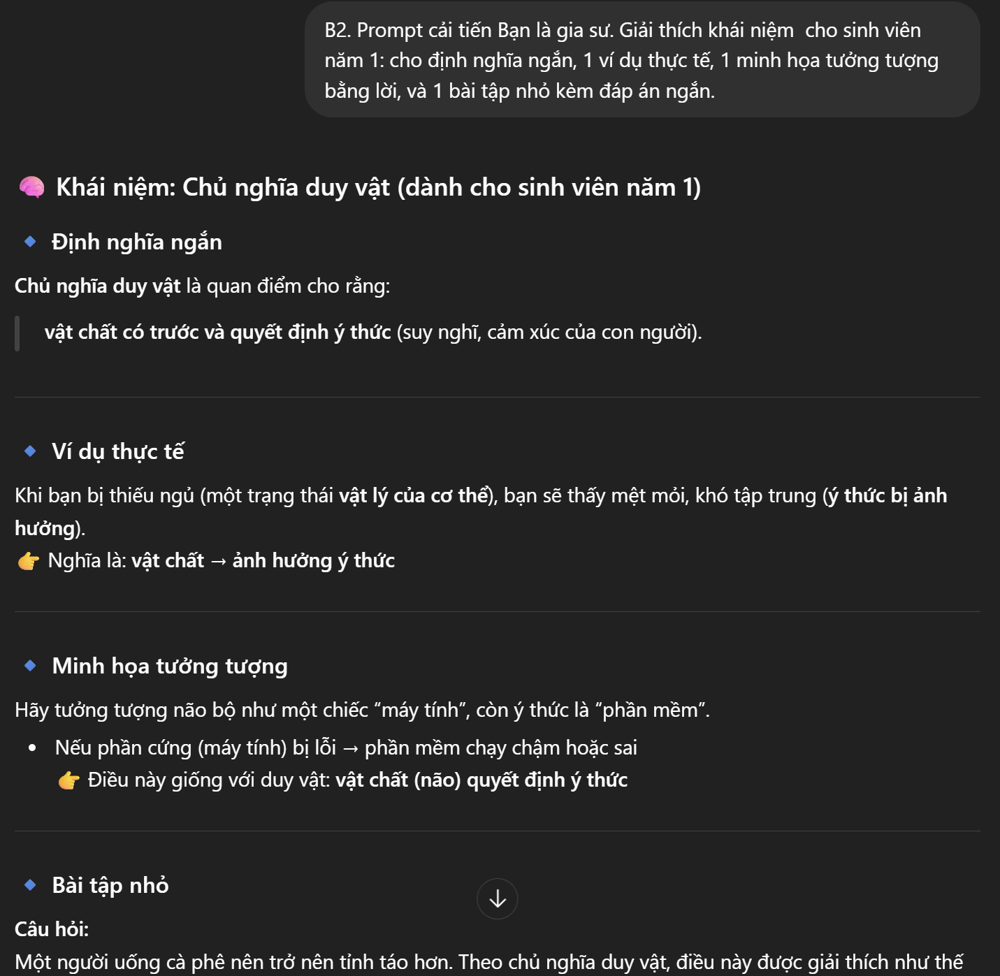 B2. Prompt cải tiến Bạn là gia sư. Giải thích khái niệm  cho sinh viên
năm 1: cho định nghĩa ngắn, 1 ví dụ thực tế, 1 minh họa tưởng tượng
bằng lời, và 1 bài tập nhỏ kèm đáp án ngắn.
🧠 Khái niệm: Chủ nghĩa duy vật (dành cho sinh viên năm 1)
🔹 Định nghĩa ngắn
Chủ nghĩa duy vật là quan điểm cho rằng:
vật chất có trước và quyết định ý thức (suy nghĩ, cảm xúc của con người).
🔹 Ví dụ thực tế
Khi bạn bị thiếu ngủ (một trạng thái vật lý của cơ thể), bạn sẽ thấy mệt mỏi, khó tập trung (ý thức bị ảnh
hưởng).
👉 Nghĩa là: vật chất → ảnh hưởng ý thức
🔹 Minh họa tưởng tượng
Hãy tưởng tượng não bộ như một chiếc “máy tính”, còn ý thức là “phần mềm”.
• Nếu phần cứng (máy tính) bị lỗi → phần mềm chạy chậm hoặc sai
👉 Điều này giống với duy vật: vật chất (não) quyết định ý thức
🔹 Bài tập nhỏ
Câu hỏi:
Một người uống cà phê nên trở nên tỉnh táo hơn. Theo chủ nghĩa duy vật, điều này được giải thích như thế